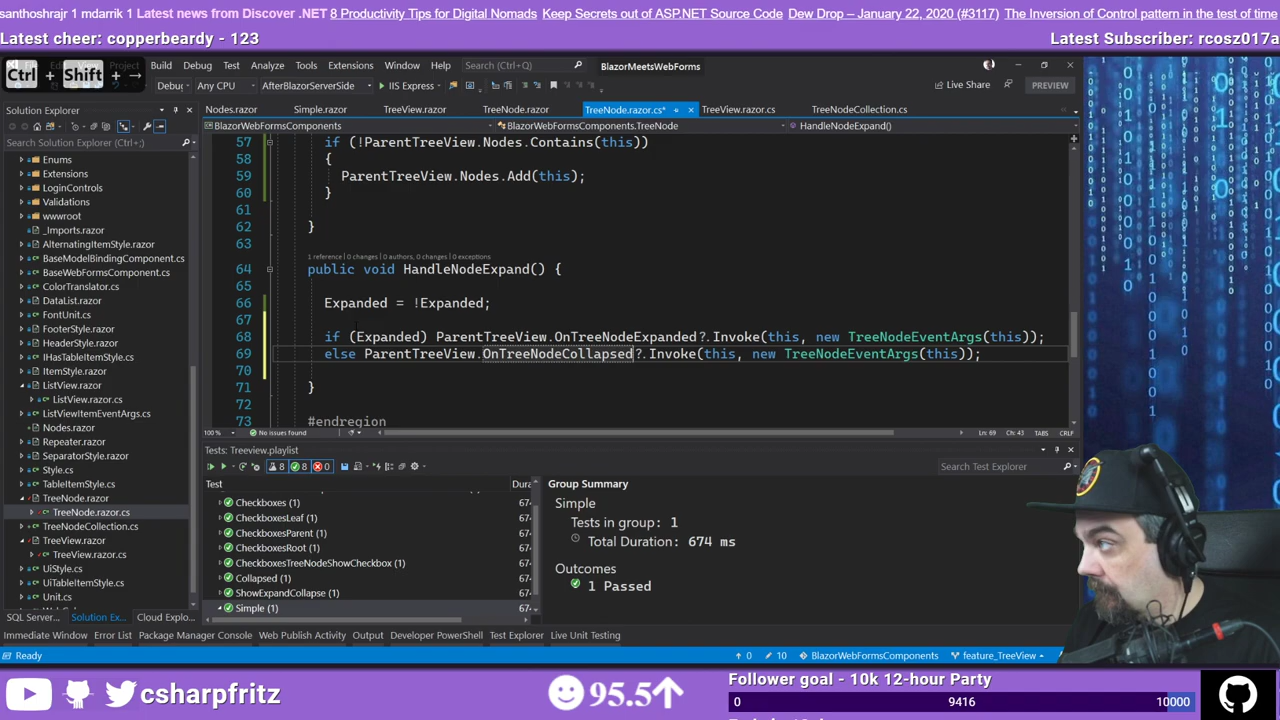 santhoshrajr 1 mdarrik 1 Latest news from Discover .NET 8 Productivity Tips for Digital Nomads Keep Secrets out of ASP.NET Source Code Dew Drop – January 22, 2020 (#3117) The Inversion of Control pattern in the test of time
Latest cheer: copperbeardy - 123
Latest Subscriber: rcosz017a
Ctrl + Shift + →
Build Debug Test Analyze Tools Extensions Window Help Search (Ctrl+Q) BlazorMeetsWebForms
Debug Any CPU AfterBlazorServerSide IIS Express Live Share PREVIEW
Solution Explorer
Nodes.razor Simple.razor TreeView.razor TreeNode.razor TreeNode.razor.cs* TreeView.razor.cs TreeNodeCollection.cs
BlazorWebFormsComponents BlazorWebFormsComponents.TreeNode HandleNodeExpand()
Search Solution Explorer (Ctrl+;)
Enums
Extensions
LoginControls
Validations
wwwroot
_Imports.razor
AlternatingItemStyle.razor
BaseModelBindingComponent.cs
BaseWebFormsComponent.cs
ColorTranslator.cs
DataList.razor
FontUnit.cs
FooterStyle.razor
HeaderStyle.razor
IHasTableItemStyle.cs
ItemStyle.razor
ListView.razor
ListView.razor.cs
ListViewItemEventArgs.cs
Nodes.razor
Repeater.razor
SeparatorStyle.razor
Style.cs
TableItemStyle.cs
TreeNode.razor
TreeNode.razor.cs
TreeNodeCollection.cs
TreeView.razor
TreeView.razor.cs
UiStyle.cs
UiTableItemStyle.cs
Unit.cs
57 if (!ParentTreeView.Nodes.Contains(this))
58 {
59 ParentTreeView.Nodes.Add(this);
60 }
61
62 }
63
1 reference | 0 changes | 0 authors, 0 changes | 0 exceptions
64 public void HandleNodeExpand() {
65
66 Expanded = !Expanded;
67
68 if (Expanded) ParentTreeView.OnTreeNodeExpanded?.Invoke(this, new TreeNodeEventArgs(this));
69 else ParentTreeView.OnTreeNodeCollapsed?.Invoke(this, new TreeNodeEventArgs(this));
70
71 }
72
73 #endregion
100 % No issues found Ln: 69 Ch: 43 TABS CRLF
Tests: Treeview.playlist
8 8 0 Search Test Explorer
Test Dura
Checkboxes (1) 674
CheckboxesLeaf (1) 674
CheckboxesParent (1) 674
CheckboxesRoot (1) 674
CheckboxesTreeNodeShowCheckbox (1) 674
Collapsed (1) 674
ShowExpandCollapse (1) 674
Simple (1) 674
Group Summary
Simple
Tests in group: 1
Total Duration: 674 ms
Outcomes
1 Passed
SQL Server... Solution Ex... Cloud Explo...
Immediate Window Error List Package Manager Console Web Publish Activity Output Developer PowerShell Test Explorer Live Unit Testing
Ready 0 10 BlazorWebFormsComponents feature_TreeView
csharpfritz
95.5↑
Follower goal - 10k 12-hour Party
0 9416 10000